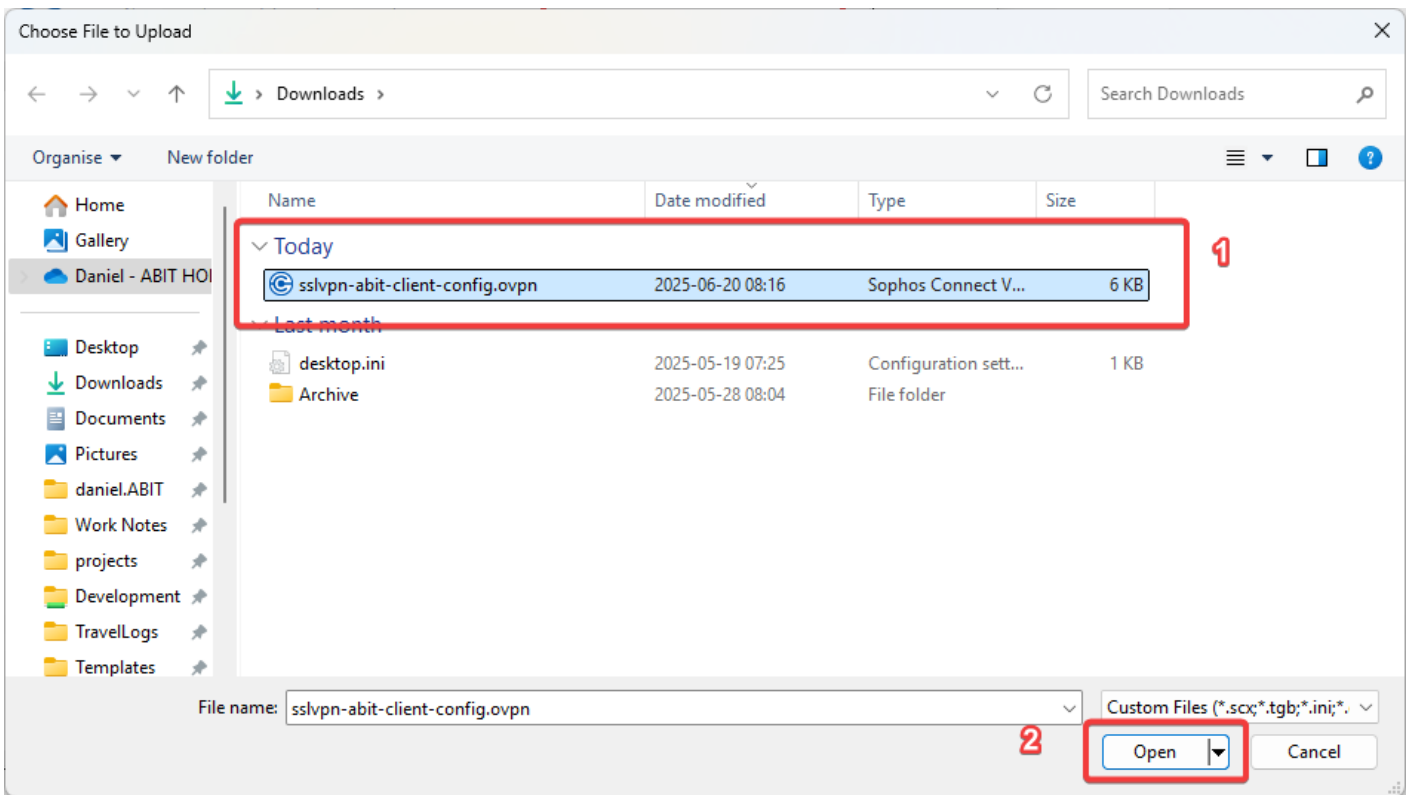 Choose File to Upload
Downloads
Search Downloads
Organise New folder
Name Date modified Type Size
Home
Gallery
Daniel - ABIT HO
Desktop
Downloads
Documents
Pictures
daniel.ABIT
Work Notes
projects
Development
TravelLogs
Templates
Today
1
sslvpn-abit-client-config.ovpn 2025-06-20 08:16 Sophos Connect V... 6 KB
Last month
desktop.ini 2025-05-19 07:25 Configuration sett... 1 KB
Archive 2025-05-28 08:04 File folder
File name: sslvpn-abit-client-config.ovpn Custom Files (*.scx;*.tgb;*.ini;*.
2
Open Cancel